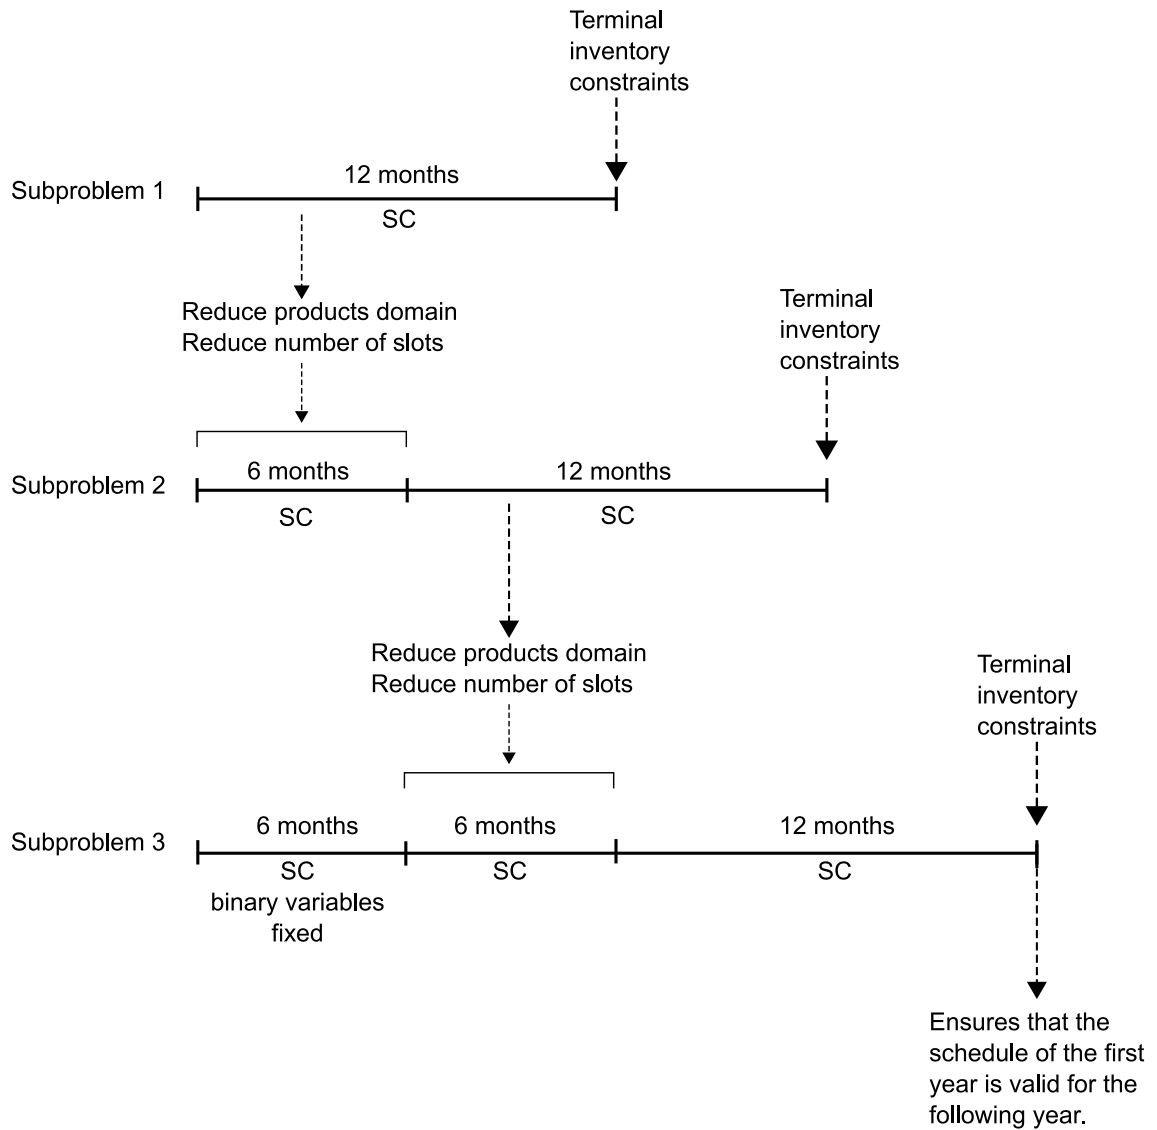 Terminal
inventory
constraints
12 months
Subproblem 1
SC
Reduce products domain
Reduce number of slots
Terminal
inventory
constraints
6 months
12 months
Subproblem 2
SC
SC
Reduce products domain
Reduce number of slots
Terminal
inventory
constraints
6 months
6 months
12 months
Subproblem 3
SC
binary variables
fixed
SC
SC
Ensures that the
schedule of the first
year is valid for the
following year.